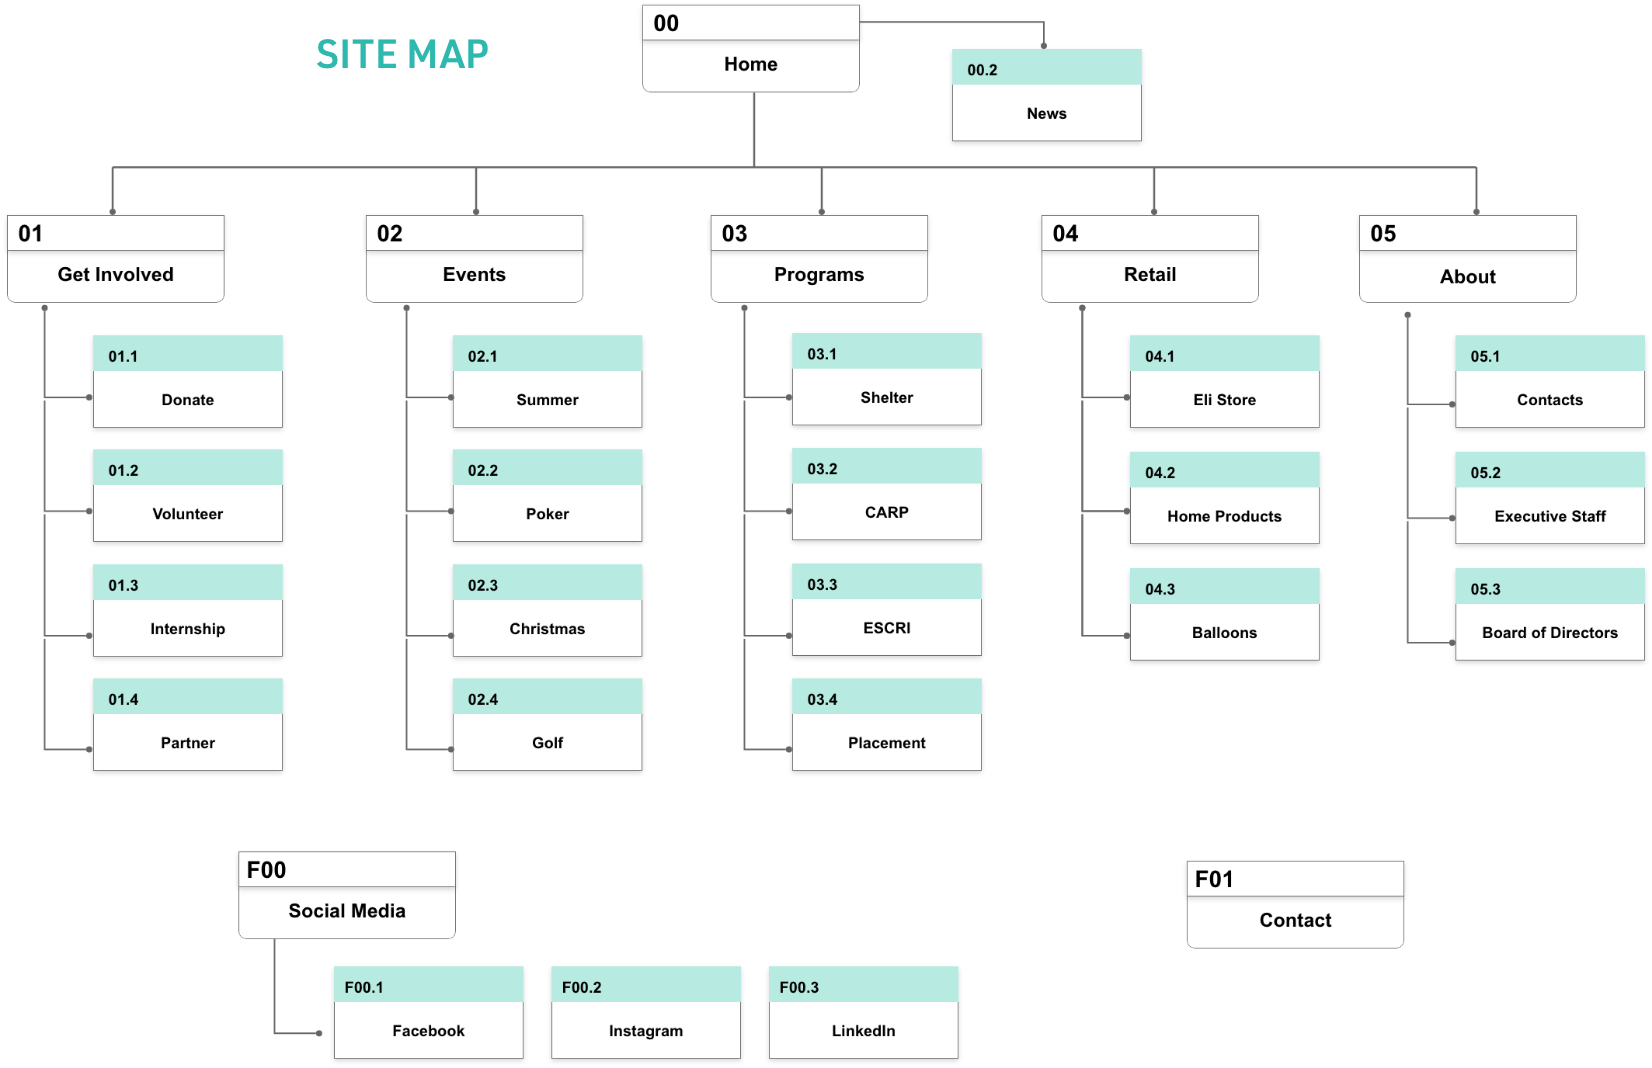 SITE MAP
00
Home
00.2
News
01
Get Involved
01.1
Donate
01.2
Volunteer
01.3
Internship
01.4
Partner
02
Events
02.1
Summer
02.2
Poker
02.3
Christmas
02.4
Golf
03
Programs
03.1
Shelter
03.2
CARP
03.3
ESCRI
03.4
Placement
04
Retail
04.1
Eli Store
04.2
Home Products
04.3
Balloons
05
About
05.1
Contacts
05.2
Executive Staff
05.3
Board of Directors
F00
Social Media
F00.1
Facebook
F00.2
Instagram
F00.3
LinkedIn
F01
Contact